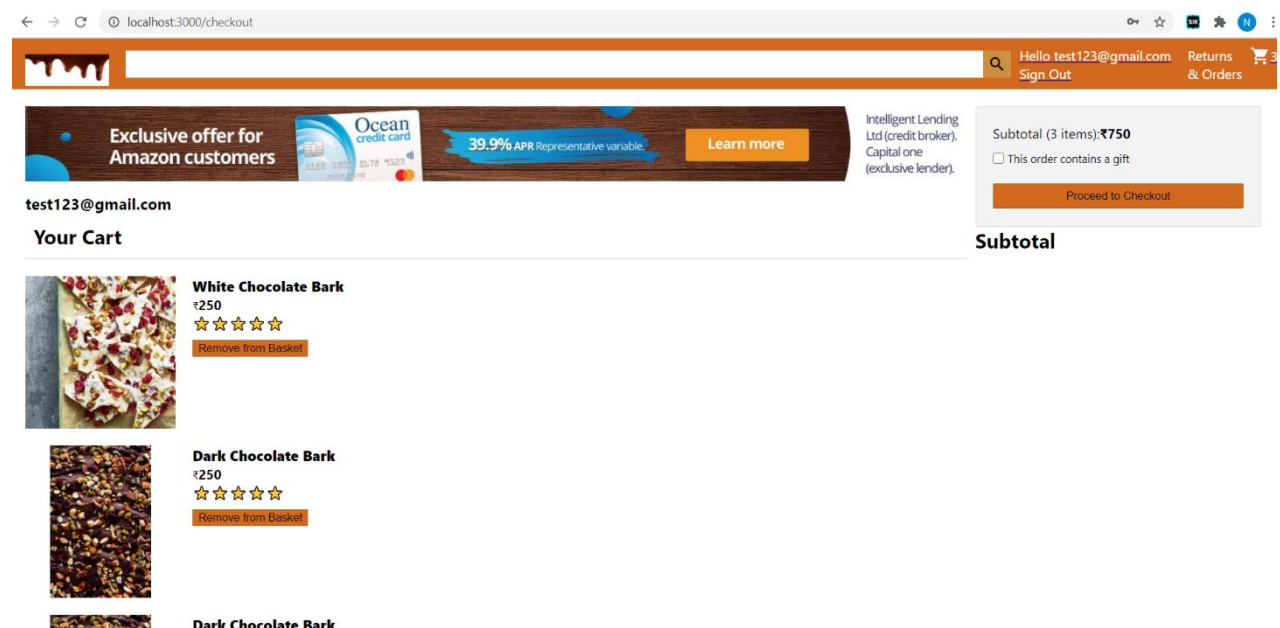 localhost:3000/checkout
N
Hello test123@gmail.com
Sign Out
Returns
& Orders
3
Exclusive offer for
Amazon customers
Ocean
credit card
39.9% APR Representative variable.
Learn more
Intelligent Lending
Ltd (credit broker).
Capital one
(exclusive lender).
Subtotal (3 items):₹750
This order contains a gift
Proceed to Checkout
test123@gmail.com
Your Cart
Subtotal
White Chocolate Bark
₹250
Remove from Basket
Dark Chocolate Bark
₹250
Remove from Basket
Dark Chocolate Bark